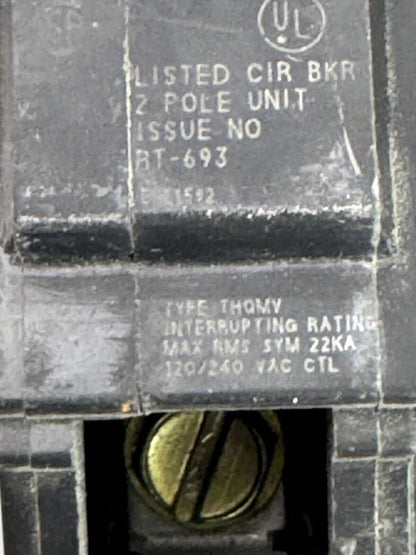 UL
LISTED CIR BKR
2 POLE UNIT
ISSUE NO
RT-693
TYPE THQMV
INTERRUPTING RATING
MAX RMS SYM 22KA
120/240 VAC CTL